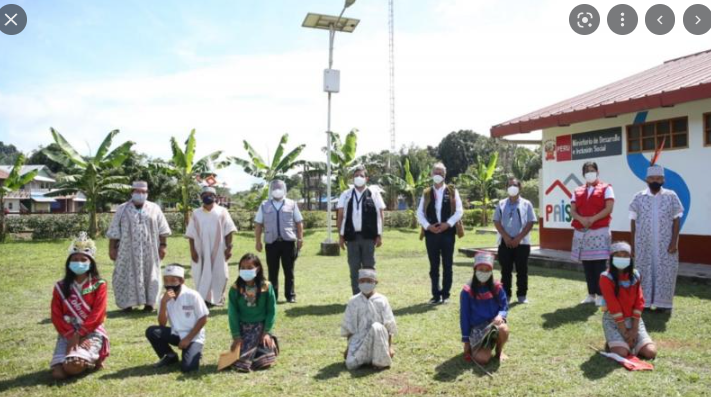 PERÚ
Ministerio de Desarrollo
e Inclusión Social
PAIS